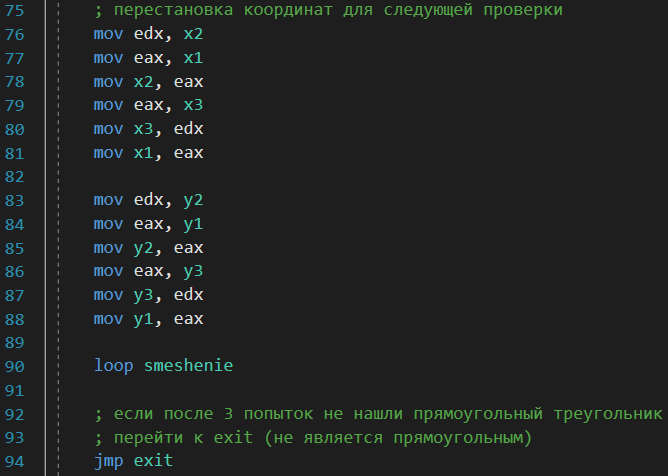 75 ; перестановка координат для следующей проверки
76 mov edx, x2
77 mov eax, x1
78 mov x2, eax
79 mov eax, x3
80 mov x3, edx
81 mov x1, eax
82
83 mov edx, y2
84 mov eax, y1
85 mov y2, eax
86 mov eax, y3
87 mov y3, edx
88 mov y1, eax
89
90 loop smeshenie
91
92 ; если после 3 попыток не нашли прямоугольный треугольник
93 ; перейти к exit (не является прямоугольным)
94 jmp exit